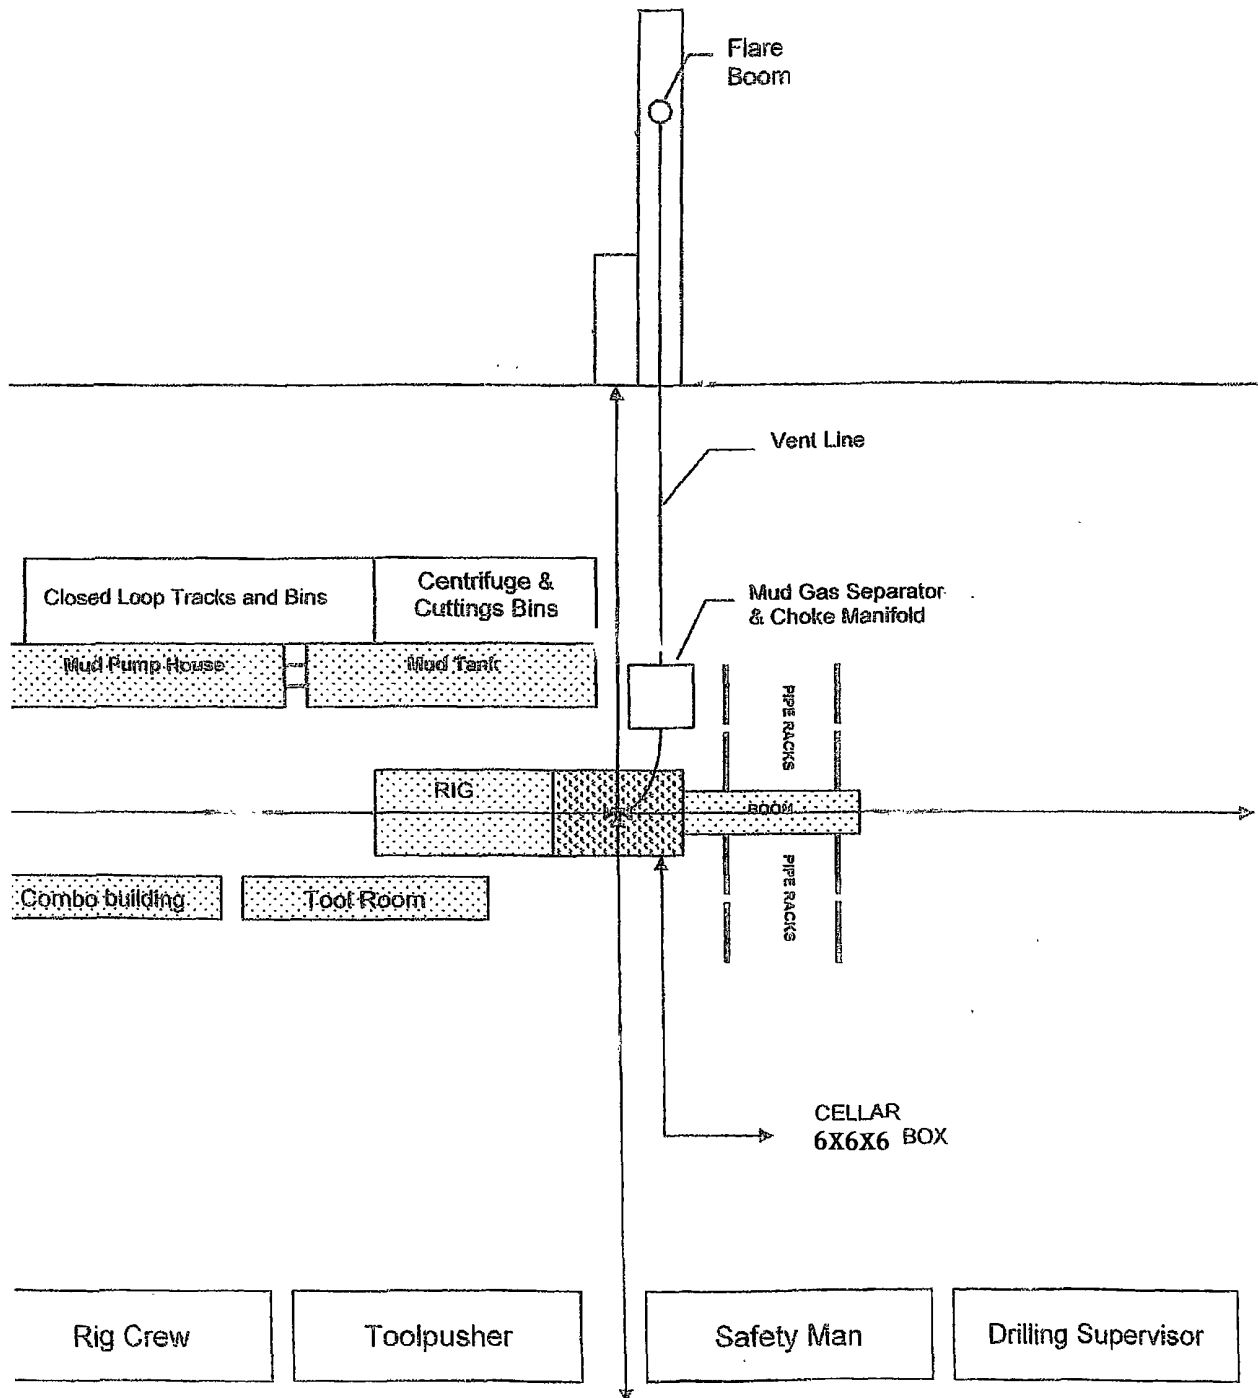 Flare
Boom
Vent Line
Closed Loop Tracks and Bins
Centrifuge &
Cuttings Bins
Mud Gas Separator
& Choke Manifold
Mud Pump House
Mud Tank
PIPE RACKS
RIG
BOOM
PIPE RACKS
Combo building
Tool Room
CELLAR
6X6X6 BOX
Rig Crew
Toolpusher
Safety Man
Drilling Supervisor